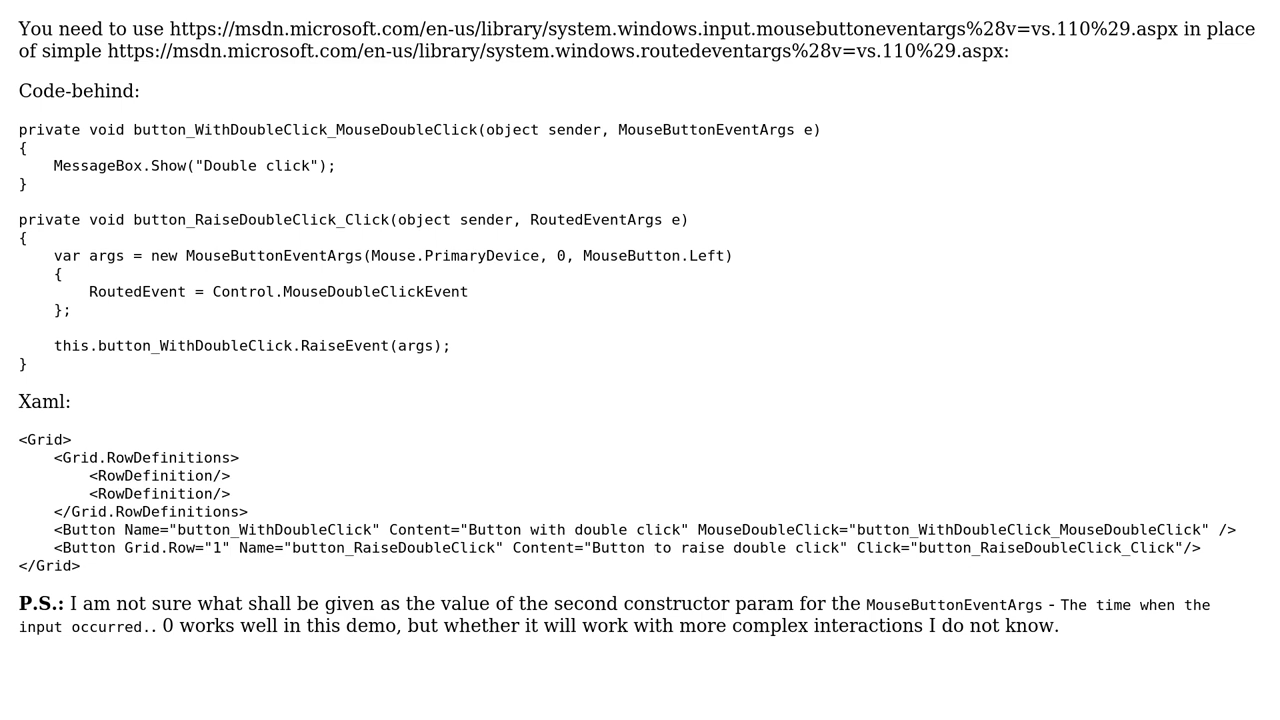 You need to use https://msdn.microsoft.com/en-us/library/system.windows.input.mousebuttoneventargs%28v=vs.110%29.aspx in place
of simple https://msdn.microsoft.com/en-us/library/system.windows.routedeventargs%28v=vs.110%29.aspx:
Code-behind:
private void button_WithDoubleClick_MouseDoubleClick(object sender, MouseButtonEventArgs e)
{
    MessageBox.Show("Double click");
}
private void button_RaiseDoubleClick_Click(object sender, RoutedEventArgs e)
{
    var args = new MouseButtonEventArgs(Mouse.PrimaryDevice, 0, MouseButton.Left)
    {
        RoutedEvent = Control.MouseDoubleClickEvent
    };
    this.button_WithDoubleClick.RaiseEvent(args);
}
Xaml:
<Grid>
    <Grid.RowDefinitions>
        <RowDefinition/>
        <RowDefinition/>
    </Grid.RowDefinitions>
    <Button Name="button_WithDoubleClick" Content="Button with double click" MouseDoubleClick="button_WithDoubleClick_MouseDoubleClick" />
    <Button Grid.Row="1" Name="button_RaiseDoubleClick" Content="Button to raise double click" Click="button_RaiseDoubleClick_Click"/>
</Grid>
P.S.: I am not sure what shall be given as the value of the second constructor param for the MouseButtonEventArgs - The time when the
input occurred.. 0 works well in this demo, but whether it will work with more complex interactions I do not know.